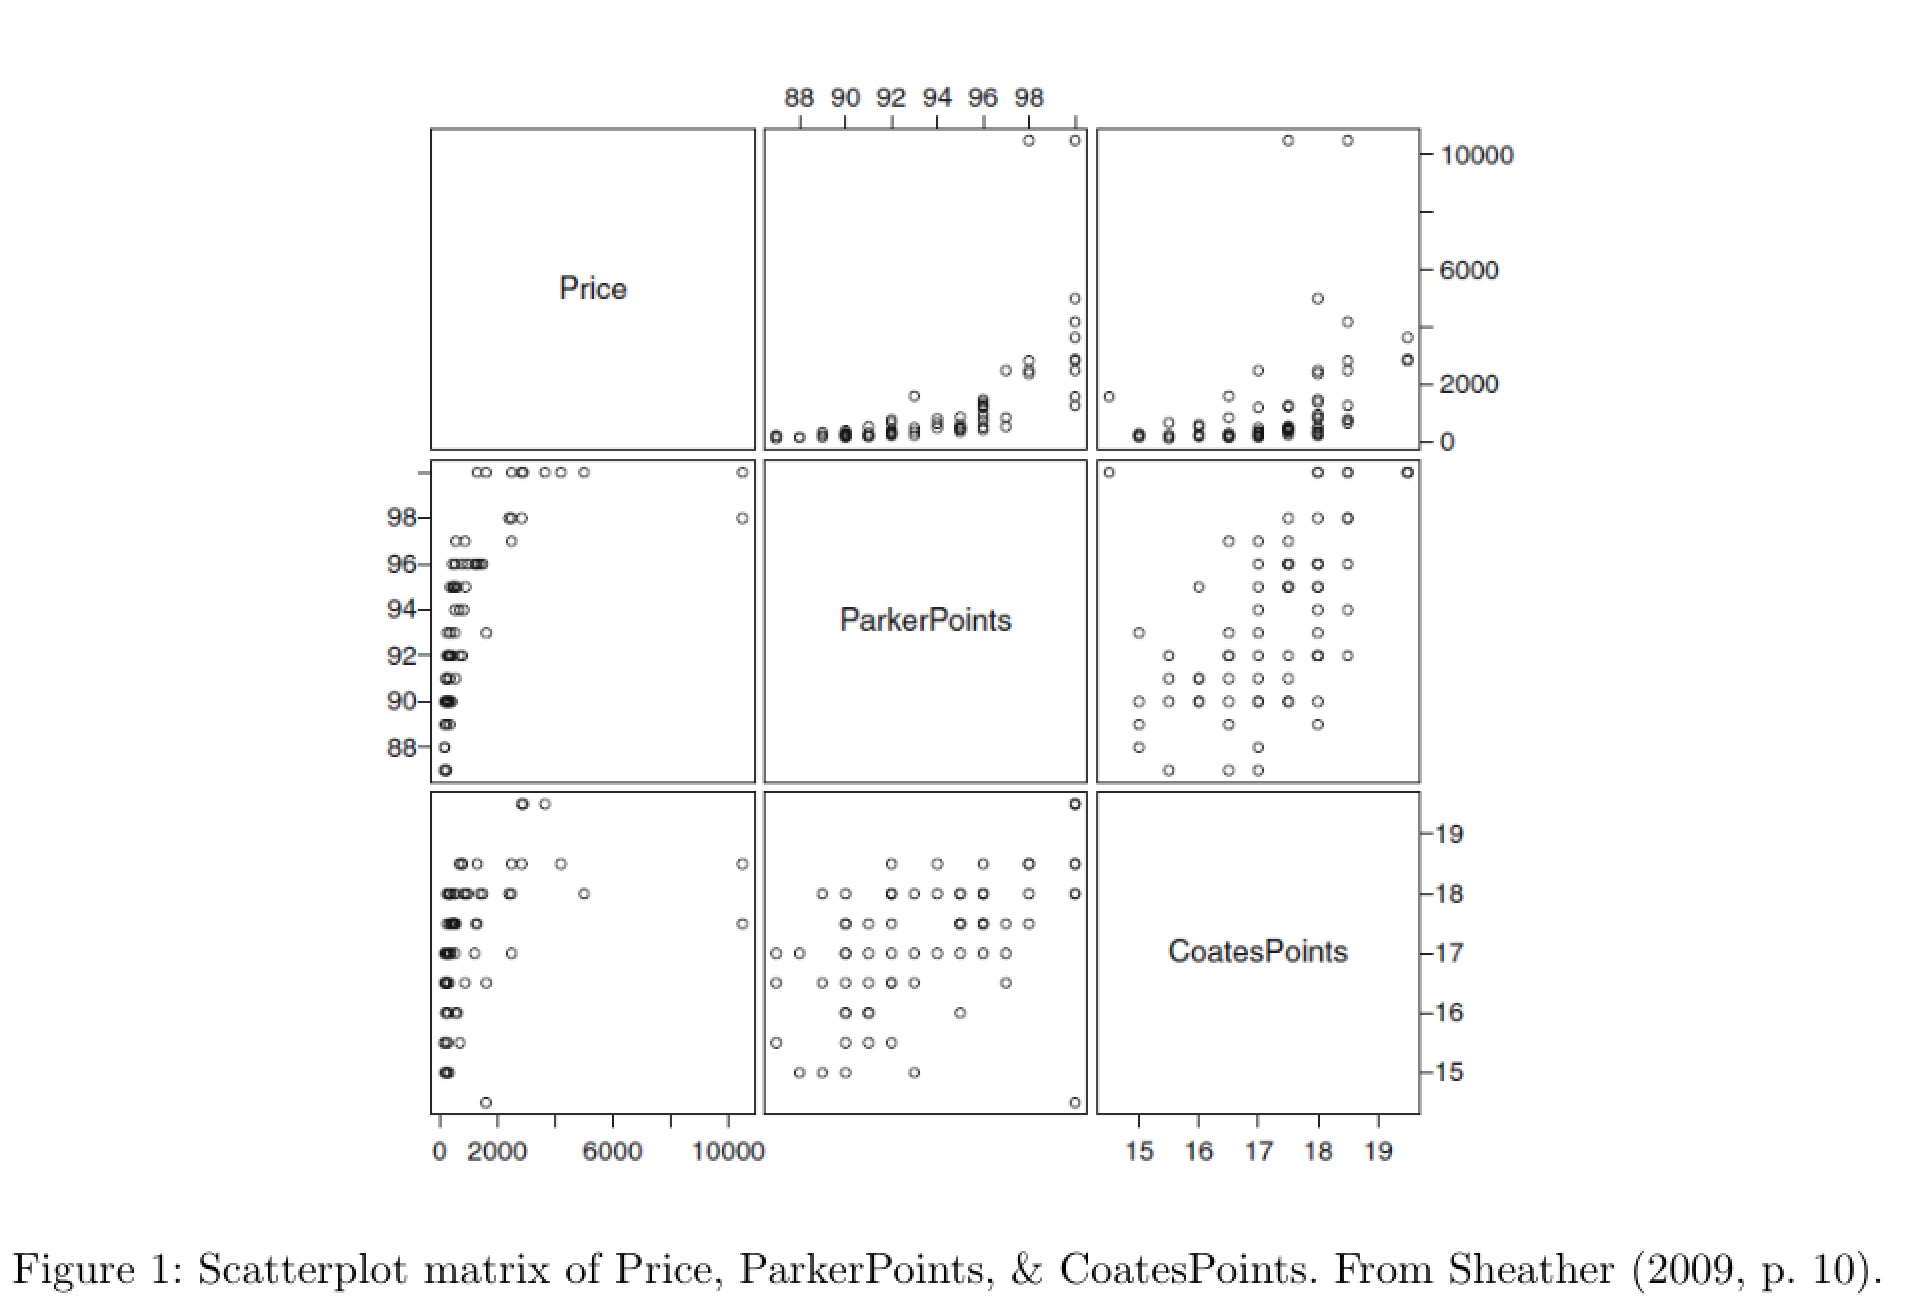 88 90 92 94 96 98
10000
Price
6000
2000
0
98
96
94
ParkerPoints
92
90
88
19
18
CoatesPoints
17
16
15
0 2000 6000 10000 15 16 17 18 19
Figure 1: Scatterplot matrix of Price, ParkerPoints, & CoatesPoints. From Sheather (2009, p. 10).